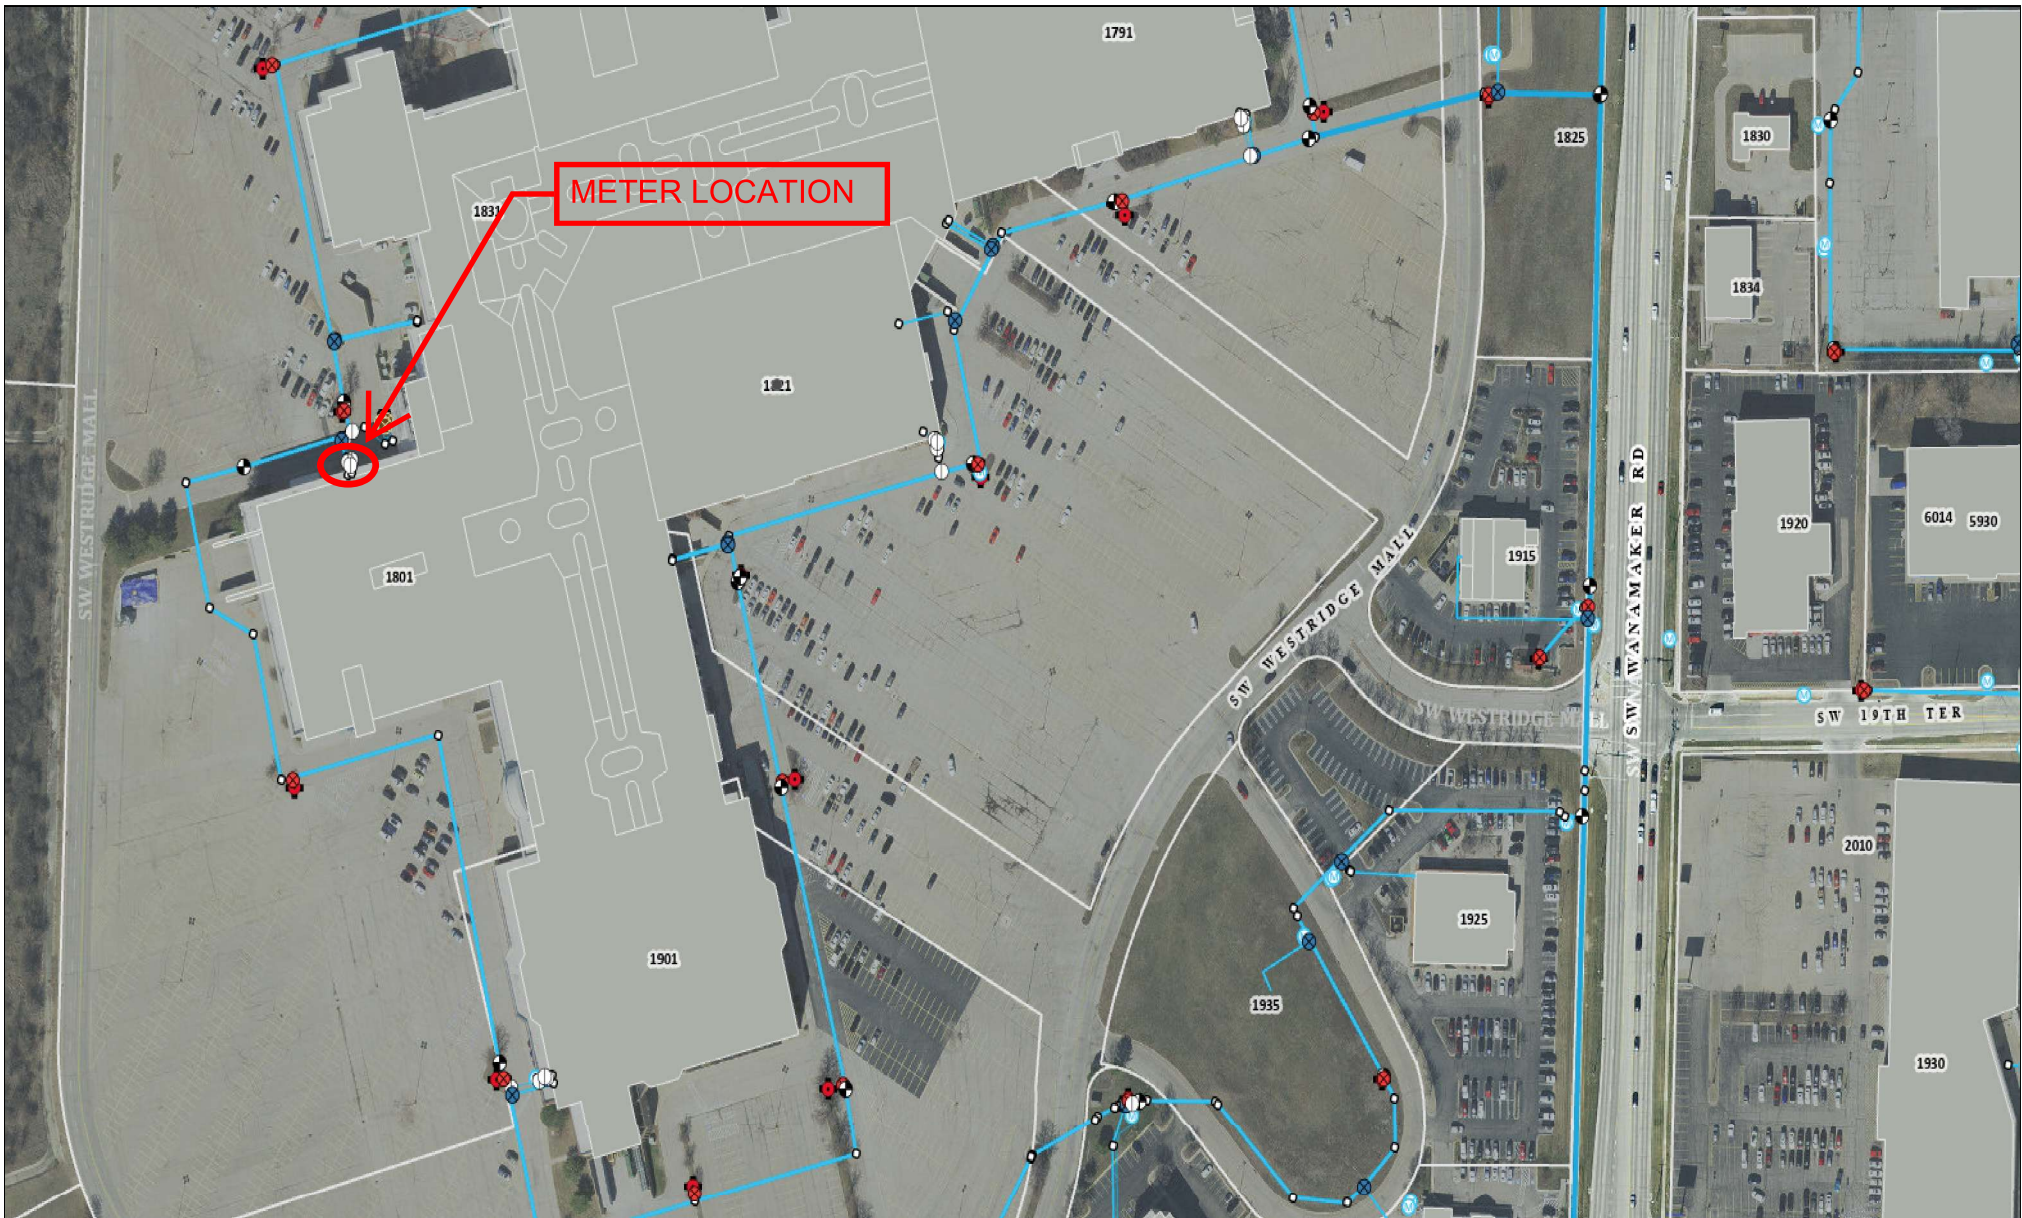 1791
1825
1830
METER LOCATION
1831
1834
SW WESTRIDGE MALL
1801
1915
SW WESTRIDGE MALL
SW WANAMAKER RD
1920
6014
5930
SW WESTRIDGE MALL
SW 19TH TER
2010
1925
1901
1935
1930
M
M
M
M
M
M
M
M
M
M
M
M